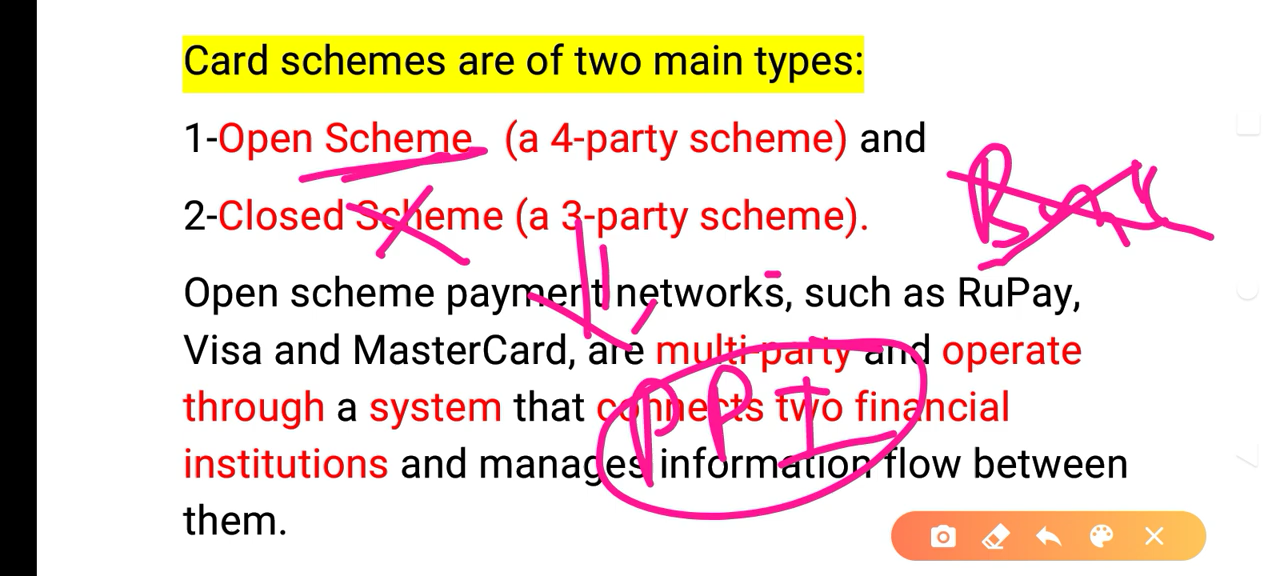 Card schemes are of two main types:
1-Open Scheme (a 4-party scheme) and
2-Closed Scheme (a 3-party scheme).
Bank
Open scheme payment networks, such as RuPay,
Visa and MasterCard, are multi-party and operate
through a system that connects two financial
PPI
institutions and manages information flow between
them.